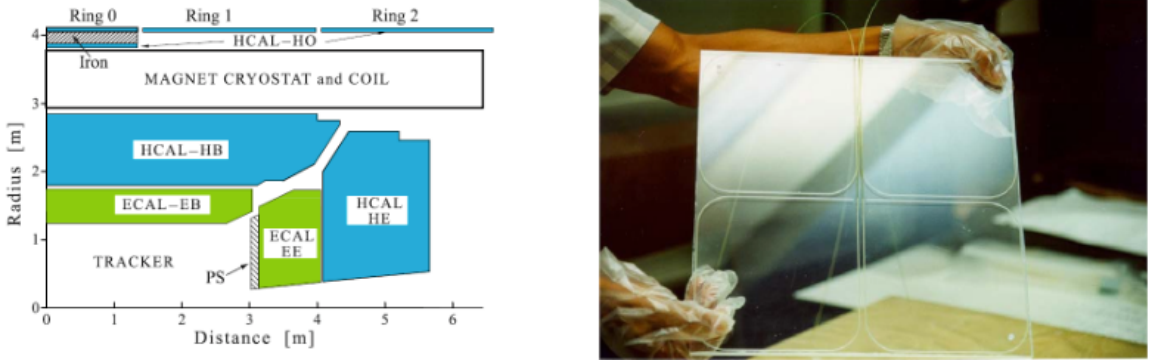 Ring 0
Ring 1
Ring 2
HCAL–HO
Iron
MAGNET CRYOSTAT and COIL
HCAL–HB
ECAL–EB
HCAL
HE
ECAL
EE
TRACKER
PS
Radius [m]
4
3
2
1
0
0 1 2 3 4 5 6
Distance [m]